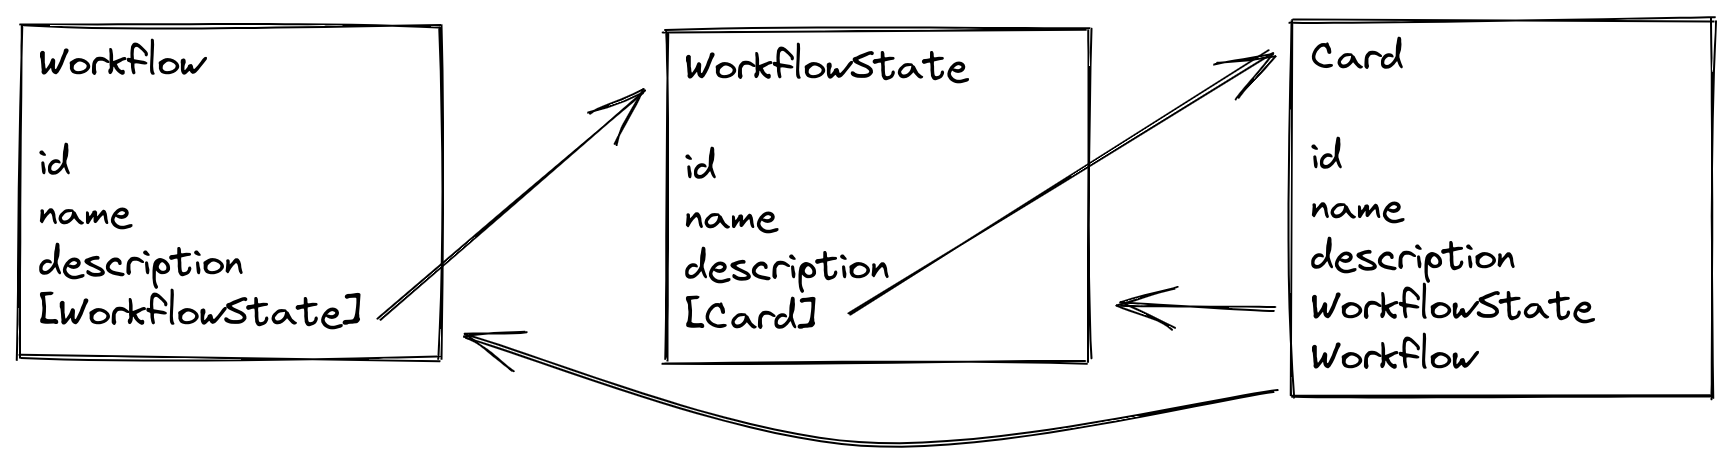 Workflow
id
name
description
[WorkflowState]
WorkflowState
id
name
description
[Card]
Card
id
name
description
WorkflowState
Workflow